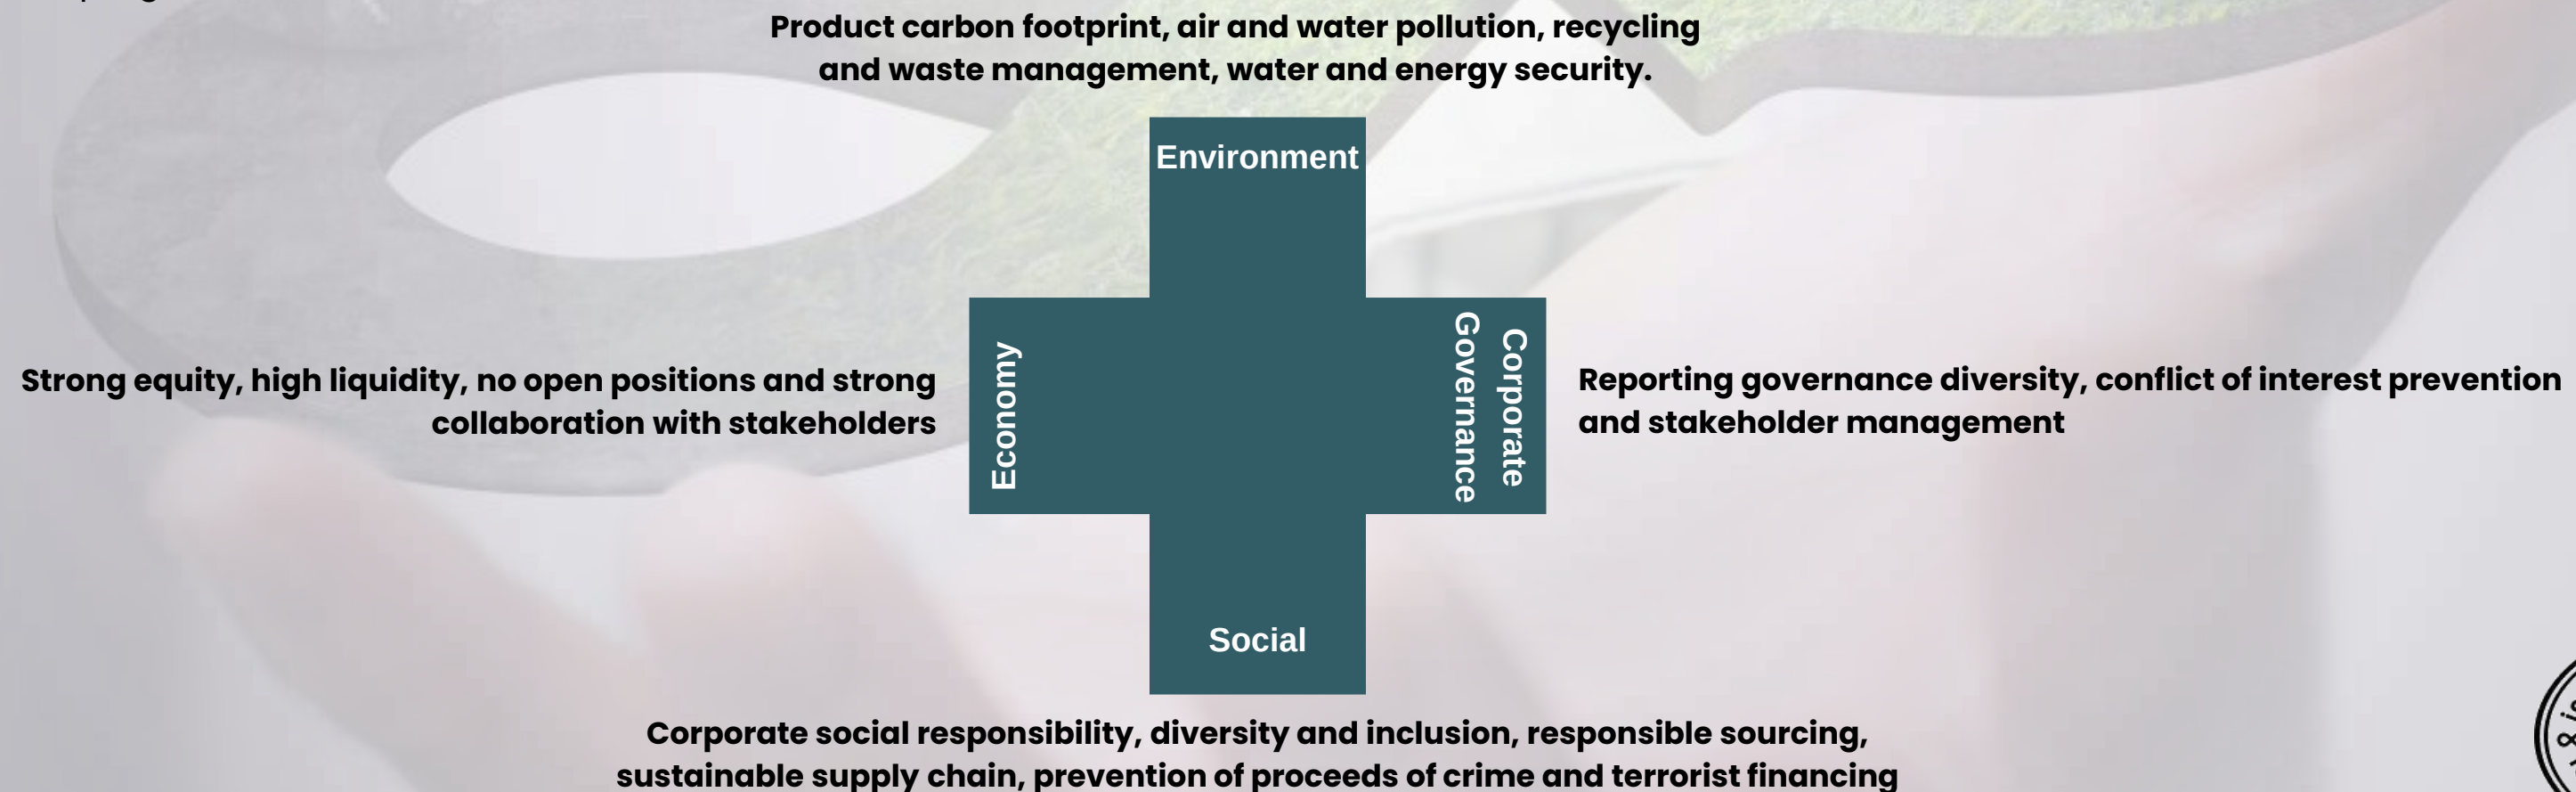 Product carbon footprint, air and water pollution, recycling
and waste management, water and energy security.
Environment
Strong equity, high liquidity, no open positions and strong
collaboration with stakeholders
Economy
Corporate
Governance
Reporting governance diversity, conflict of interest prevention
and stakeholder management
Social
Corporate social responsibility, diversity and inclusion, responsible sourcing,
sustainable supply chain, prevention of proceeds of crime and terrorist financing